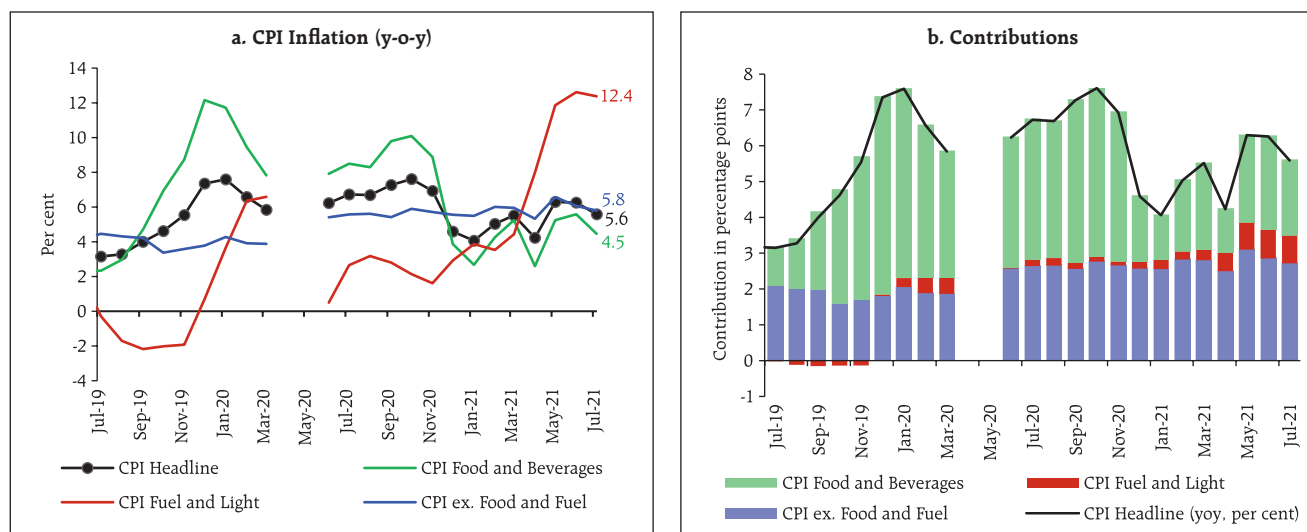 a. CPI Inflation (y-o-y)
Per cent
14
12
10
8
6
4
2
0
-2
-4
12.4
5.8
5.6
4.5
Jul-19
Sep-19
Nov-19
Jan-20
Mar-20
May-20
Jul-20
Sep-20
Nov-20
Jan-21
Mar-21
May-21
Jul-21
CPI Headline
CPI Food and Beverages
CPI Fuel and Light
CPI ex. Food and Fuel
b. Contributions
Contribution in percentage points
8
7
6
5
4
3
2
1
0
-1
Jul-19
Sep-19
Nov-19
Jan-20
Mar-20
May-20
Jul-20
Sep-20
Nov-20
Jan-21
Mar-21
May-21
Jul-21
CPI Food and Beverages
CPI Fuel and Light
CPI ex. Food and Fuel
CPI Headline (yoy, per cent)